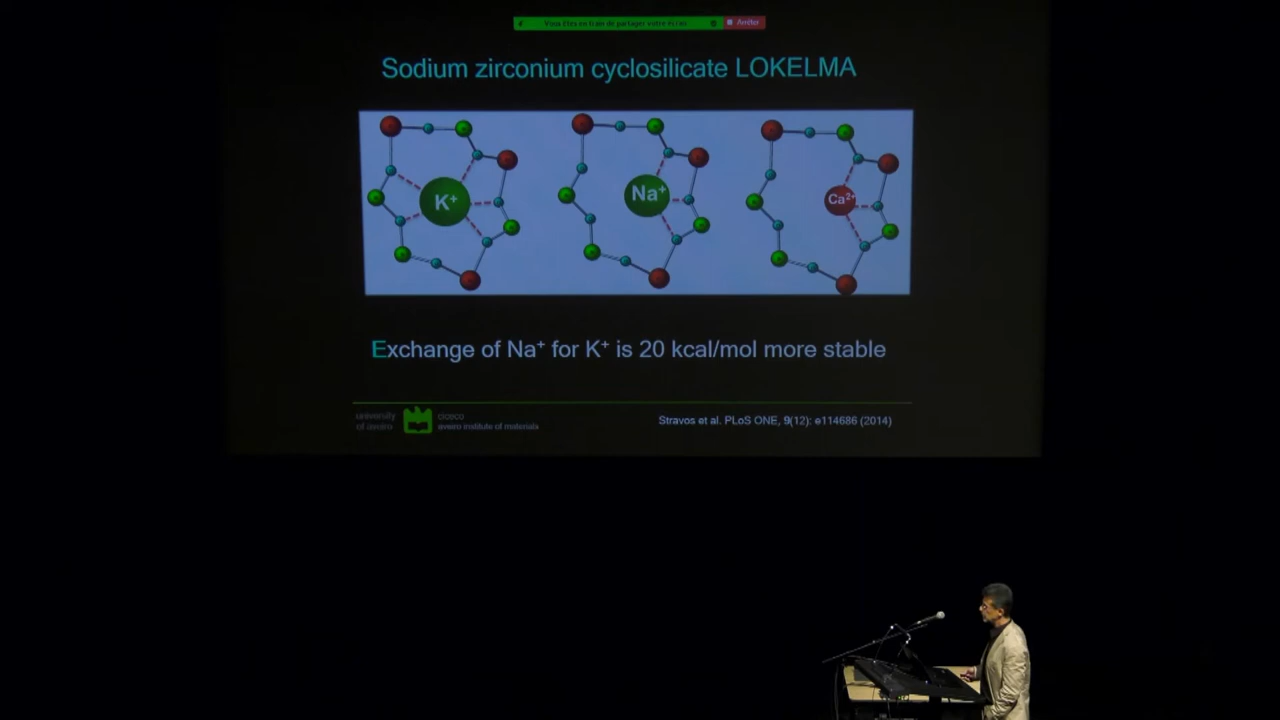 Vous êtes en train de partager votre écran
Arrêter
Sodium zirconium cyclosilicate LOKELMA
K⁺
Na⁺
Ca²⁺
Exchange of Na⁺ for K⁺ is 20 kcal/mol more stable
university
of aveiro
ciceco
aveiro institute of materials
Stravos et al. PLoS ONE, 9(12): e114686 (2014)